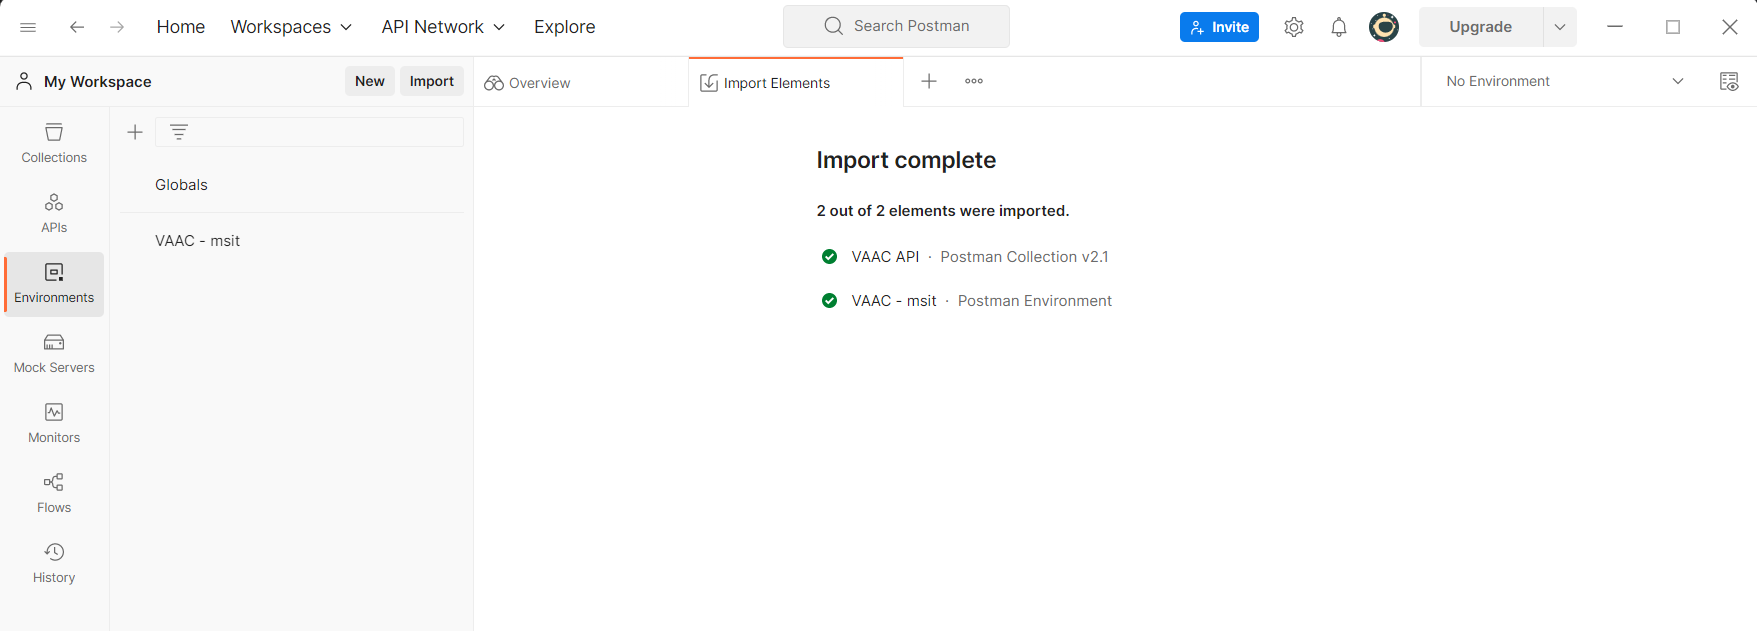 Home Workspaces API Network Explore Search Postman Invite Upgrade
My Workspace New Import Overview Import Elements No Environment
Collections
APIs
Environments
Mock Servers
Monitors
Flows
History
Globals
VAAC - msit
Import complete
2 out of 2 elements were imported.
VAAC API · Postman Collection v2.1
VAAC - msit · Postman Environment